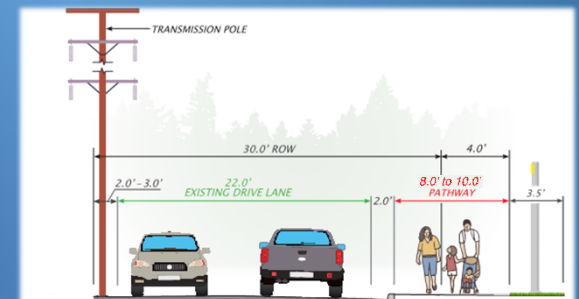 TRANSMISSION POLE
30.0' ROW
4.0'
2.0' - 3.0'
22.0'
EXISTING DRIVE LANE
2.0'
8.0' to 10.0'
PATHWAY
3.5'